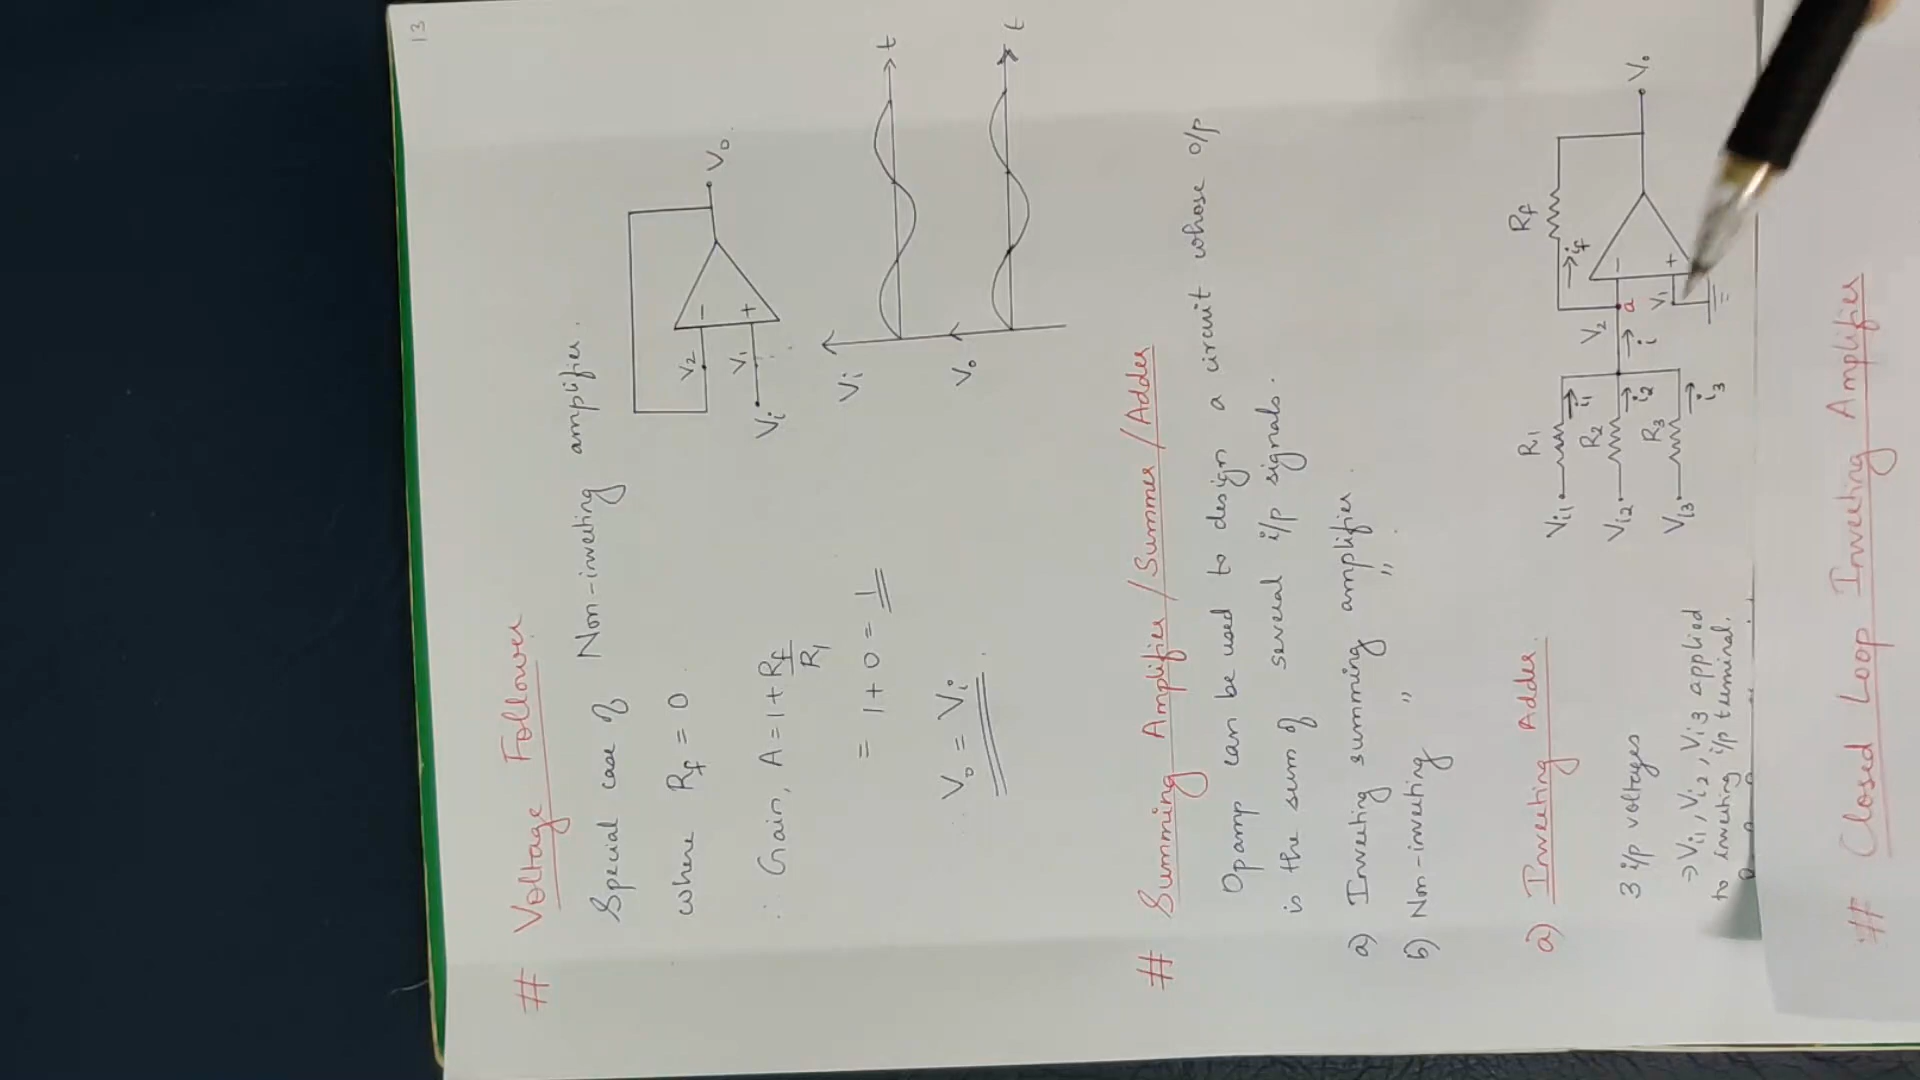 13
# Voltage Follower
Special case of Non-inverting amplifier.
where Rf = 0
∴ Gain, A = 1 + Rf/R1
= 1 + 0 = 1
Vo = Vi
V2
V1
Vi
-
+
Vo
Vi
t
Vo
t
# Summing Amplifier / Summer / Adder
Opamp can be used to design a circuit whose o/p
is the sum of several i/p signals.
a) Inverting summing amplifier.
b) Non-inverting " "
a) Inverting Adder
3 i/p voltages
→ Vi1, Vi2, Vi3 applied
to inverting i/p terminal.
Rf
→ if
R1
Vi1
→ i1
R2
Vi2
→ i2
R3
Vi3
→ i3
V2
a
→ i
V1
-
+
Vo
# Closed Loop Inverting Amplifier